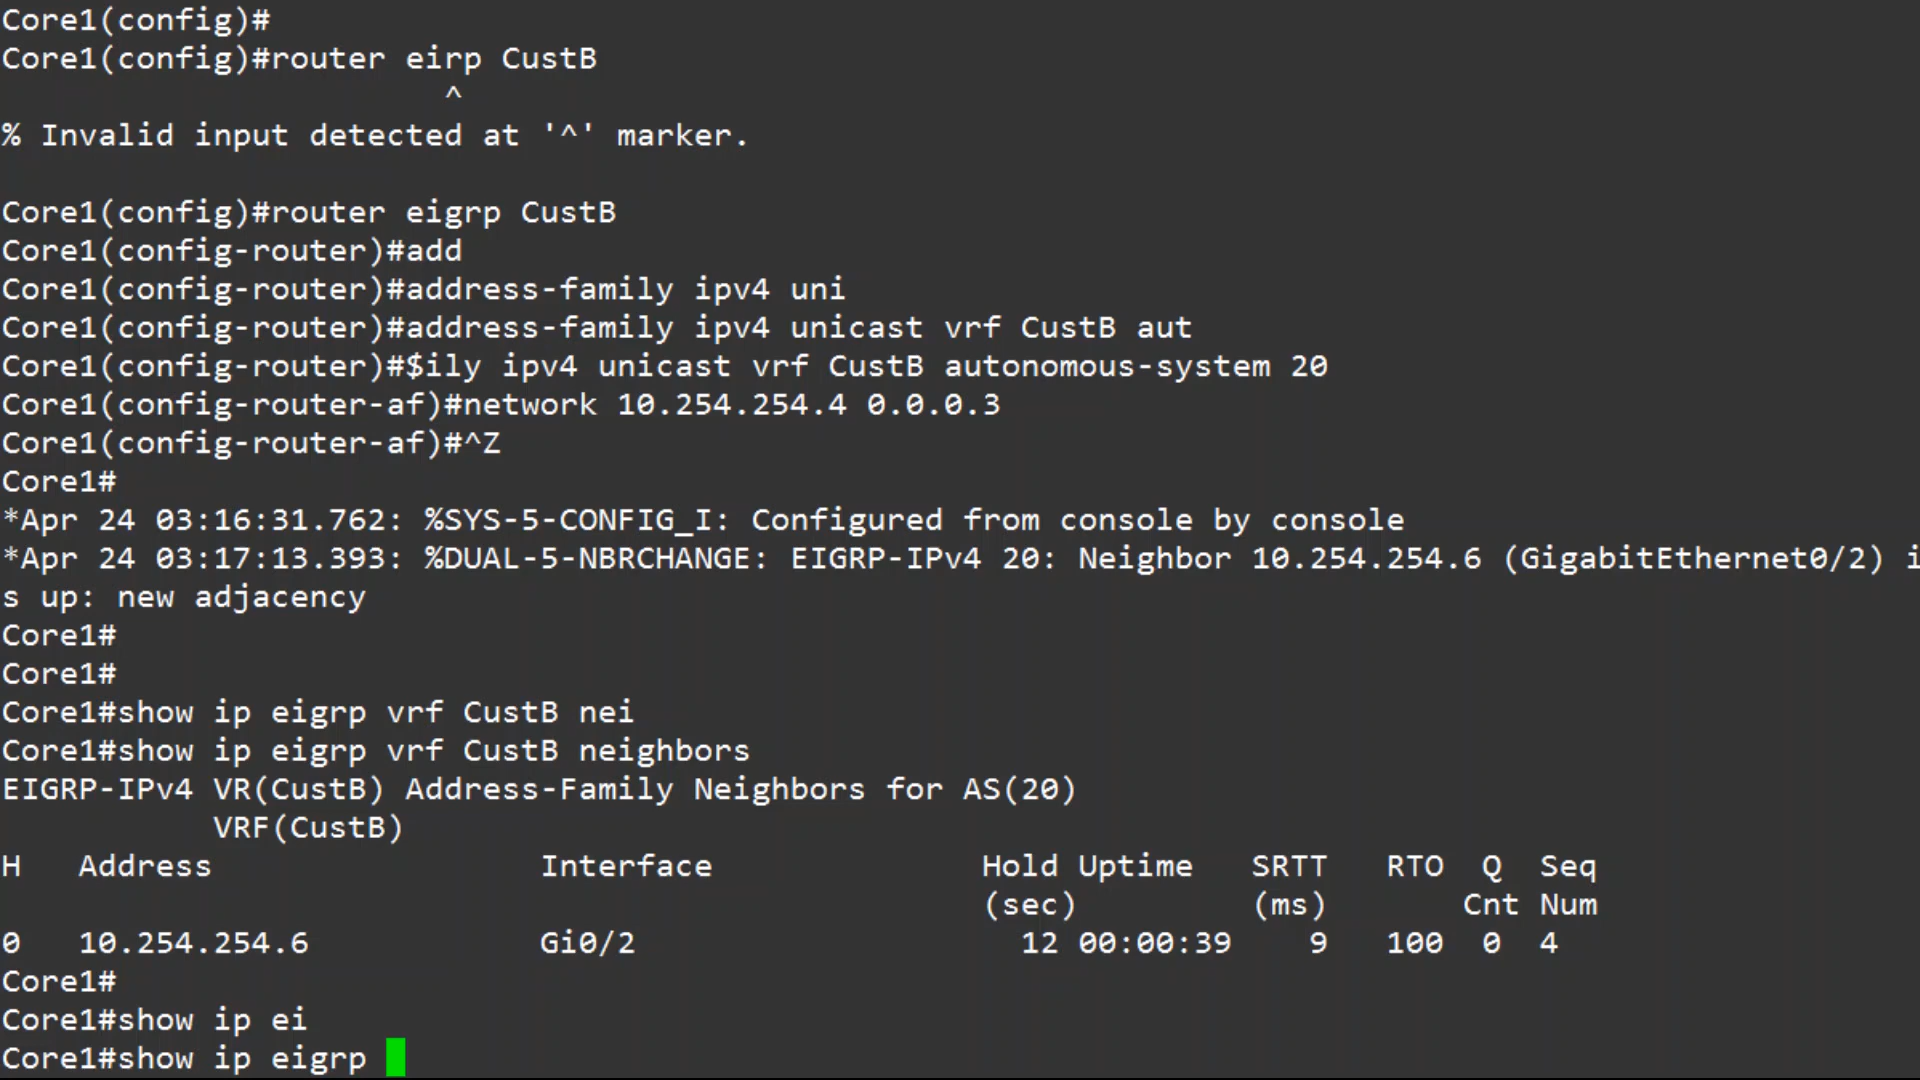 Core1(config)#
Core1(config)#router eirp CustB
^
% Invalid input detected at '^' marker.
Core1(config)#router eigrp CustB
Core1(config-router)#add
Core1(config-router)#address-family ipv4 uni
Core1(config-router)#address-family ipv4 unicast vrf CustB aut
Core1(config-router)#$ily ipv4 unicast vrf CustB autonomous-system 20
Core1(config-router-af)#network 10.254.254.4 0.0.0.3
Core1(config-router-af)#^Z
Core1#
*Apr 24 03:16:31.762: %SYS-5-CONFIG_I: Configured from console by console
*Apr 24 03:17:13.393: %DUAL-5-NBRCHANGE: EIGRP-IPv4 20: Neighbor 10.254.254.6 (GigabitEthernet0/2) i
s up: new adjacency
Core1#
Core1#
Core1#show ip eigrp vrf CustB nei
Core1#show ip eigrp vrf CustB neighbors
EIGRP-IPv4 VR(CustB) Address-Family Neighbors for AS(20)
VRF(CustB)
H Address Interface Hold Uptime SRTT RTO Q Seq
(sec) (ms) Cnt Num
0 10.254.254.6 Gi0/2 12 00:00:39 9 100 0 4
Core1#
Core1#show ip ei
Core1#show ip eigrp